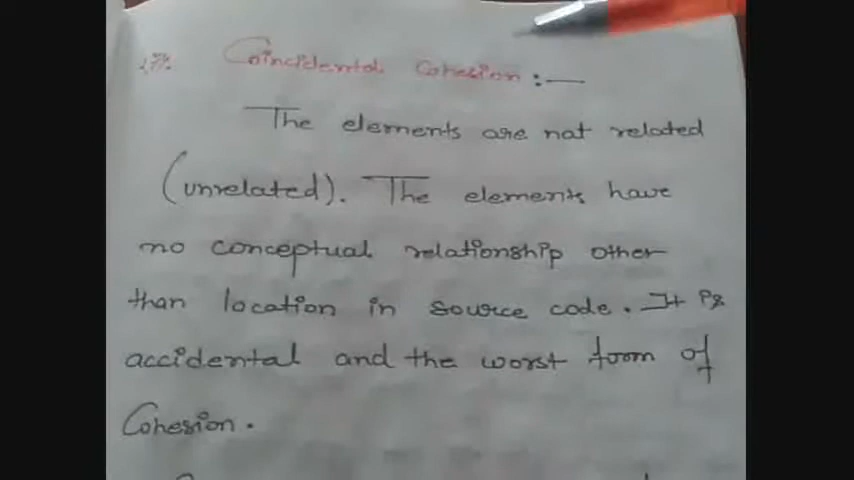 Coincidental Cohesion :—
The elements are not related
(unrelated). The elements have
no conceptual relationship other
than location in source code. It is
accidental and the worst form of
Cohesion.